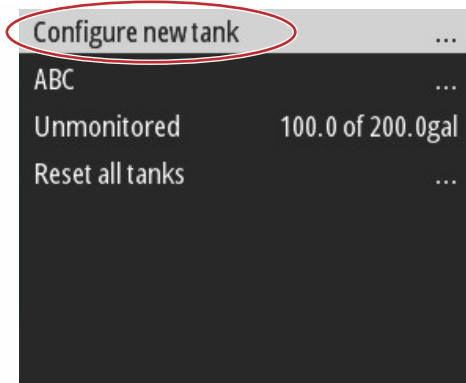 Configure new tank ...
ABC ...
Unmonitored 100.0 of 200.0gal
Reset all tanks ...